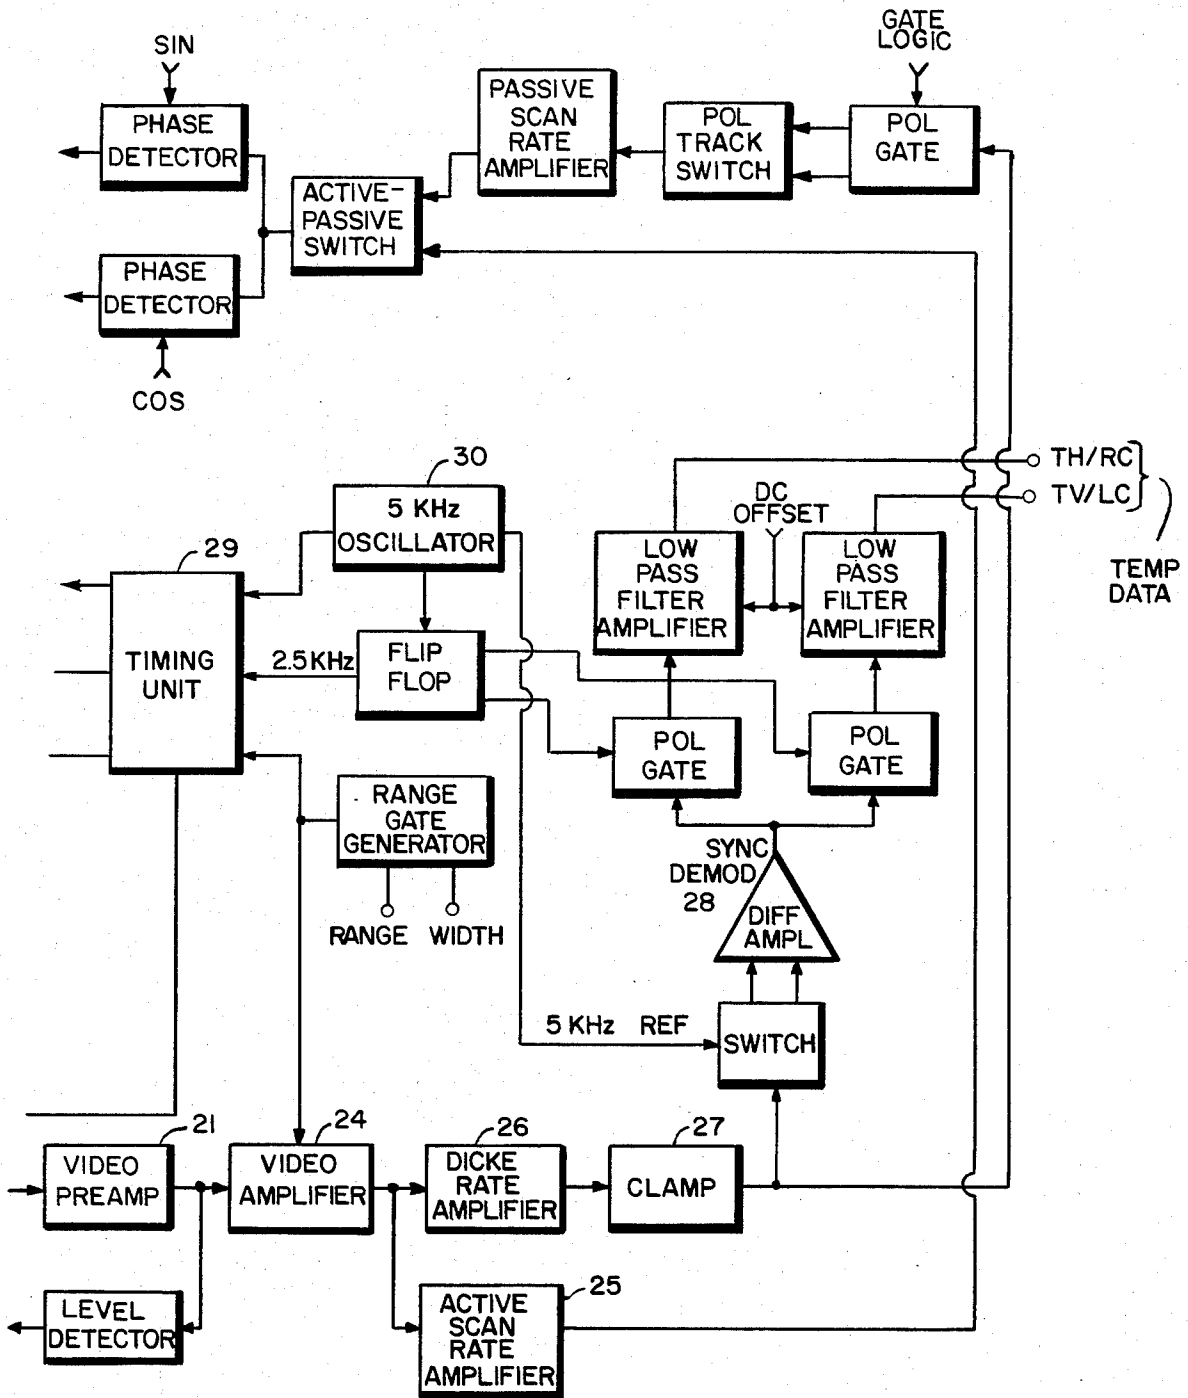 SIN
PHASE
DETECTOR
PHASE
DETECTOR
COS
ACTIVE-
PASSIVE
SWITCH
PASSIVE
SCAN
RATE
AMPLIFIER
POL
TRACK
SWITCH
GATE
LOGIC
POL
GATE
30
5 KHz
OSCILLATOR
29
TIMING
UNIT
2.5 KHz
FLIP
FLOP
RANGE
GATE
GENERATOR
RANGE WIDTH
LOW
PASS
FILTER
AMPLIFIER
DC
OFFSET
LOW
PASS
FILTER
AMPLIFIER
TH/RC
TV/LC
TEMP
DATA
POL
GATE
POL
GATE
SYNC
DEMOD
28
DIFF
AMPL
5 KHz REF
SWITCH
21
VIDEO
PREAMP
24
VIDEO
AMPLIFIER
26
DICKE
RATE
AMPLIFIER
27
CLAMP
LEVEL
DETECTOR
25
ACTIVE
SCAN
RATE
AMPLIFIER